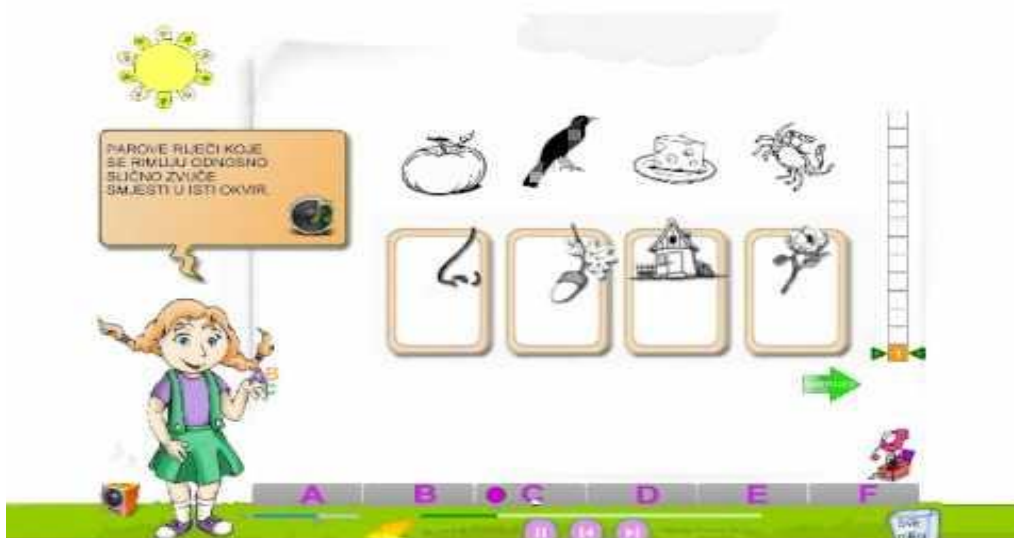 PAROVE RIJEČI KOJE
SE RIMUJU ODNOSNO
SLIČNO ZVUČE
SMJESTI U ISTI OKVIR.
A B C D E F